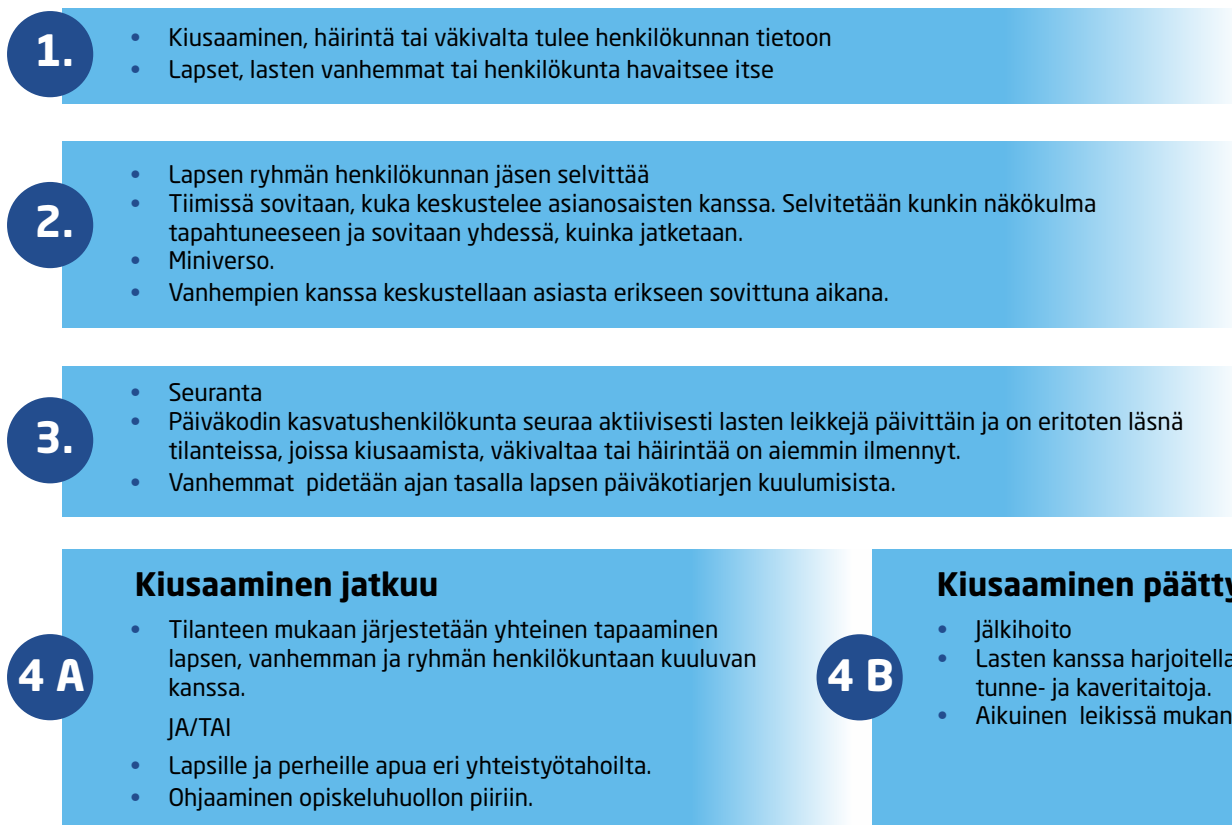 1.
• Kiusaaminen, häirintä tai väkivalta tulee henkilökunnan tietoon
• Lapset, lasten vanhemmat tai henkilökunta havaitsee itse
2.
• Lapsen ryhmän henkilökunnan jäsen selvittää
• Tiimissä sovitaan, kuka keskustelee asianosaisten kanssa. Selvitetään kunkin näkökulma
tapahtuneeseen ja sovitaan yhdessä, kuinka jatketaan.
• Miniverso.
• Vanhempien kanssa keskustellaan asiasta erikseen sovittuna aikana.
3.
• Seuranta
• Päiväkodin kasvatushenkilökunta seuraa aktiivisesti lasten leikkejä päivittäin ja on eritoten läsnä
tilanteissa, joissa kiusaamista, väkivaltaa tai häirintää on aiemmin ilmennyt.
• Vanhemmat pidetään ajan tasalla lapsen päiväkotiarjen kuulumisista.
4 A
Kiusaaminen jatkuu
• Tilanteen mukaan järjestetään yhteinen tapaaminen
lapsen, vanhemman ja ryhmän henkilökuntaan kuuluvan
kanssa.
JA/TAI
• Lapsille ja perheille apua eri yhteistyötahoilta.
• Ohjaaminen opiskeluhuollon piiriin.
4 B
Kiusaaminen
• Jälkihoito
• Lasten kanssa
tunne- ja kaveritaitoja.
• Aikuinen leikissä